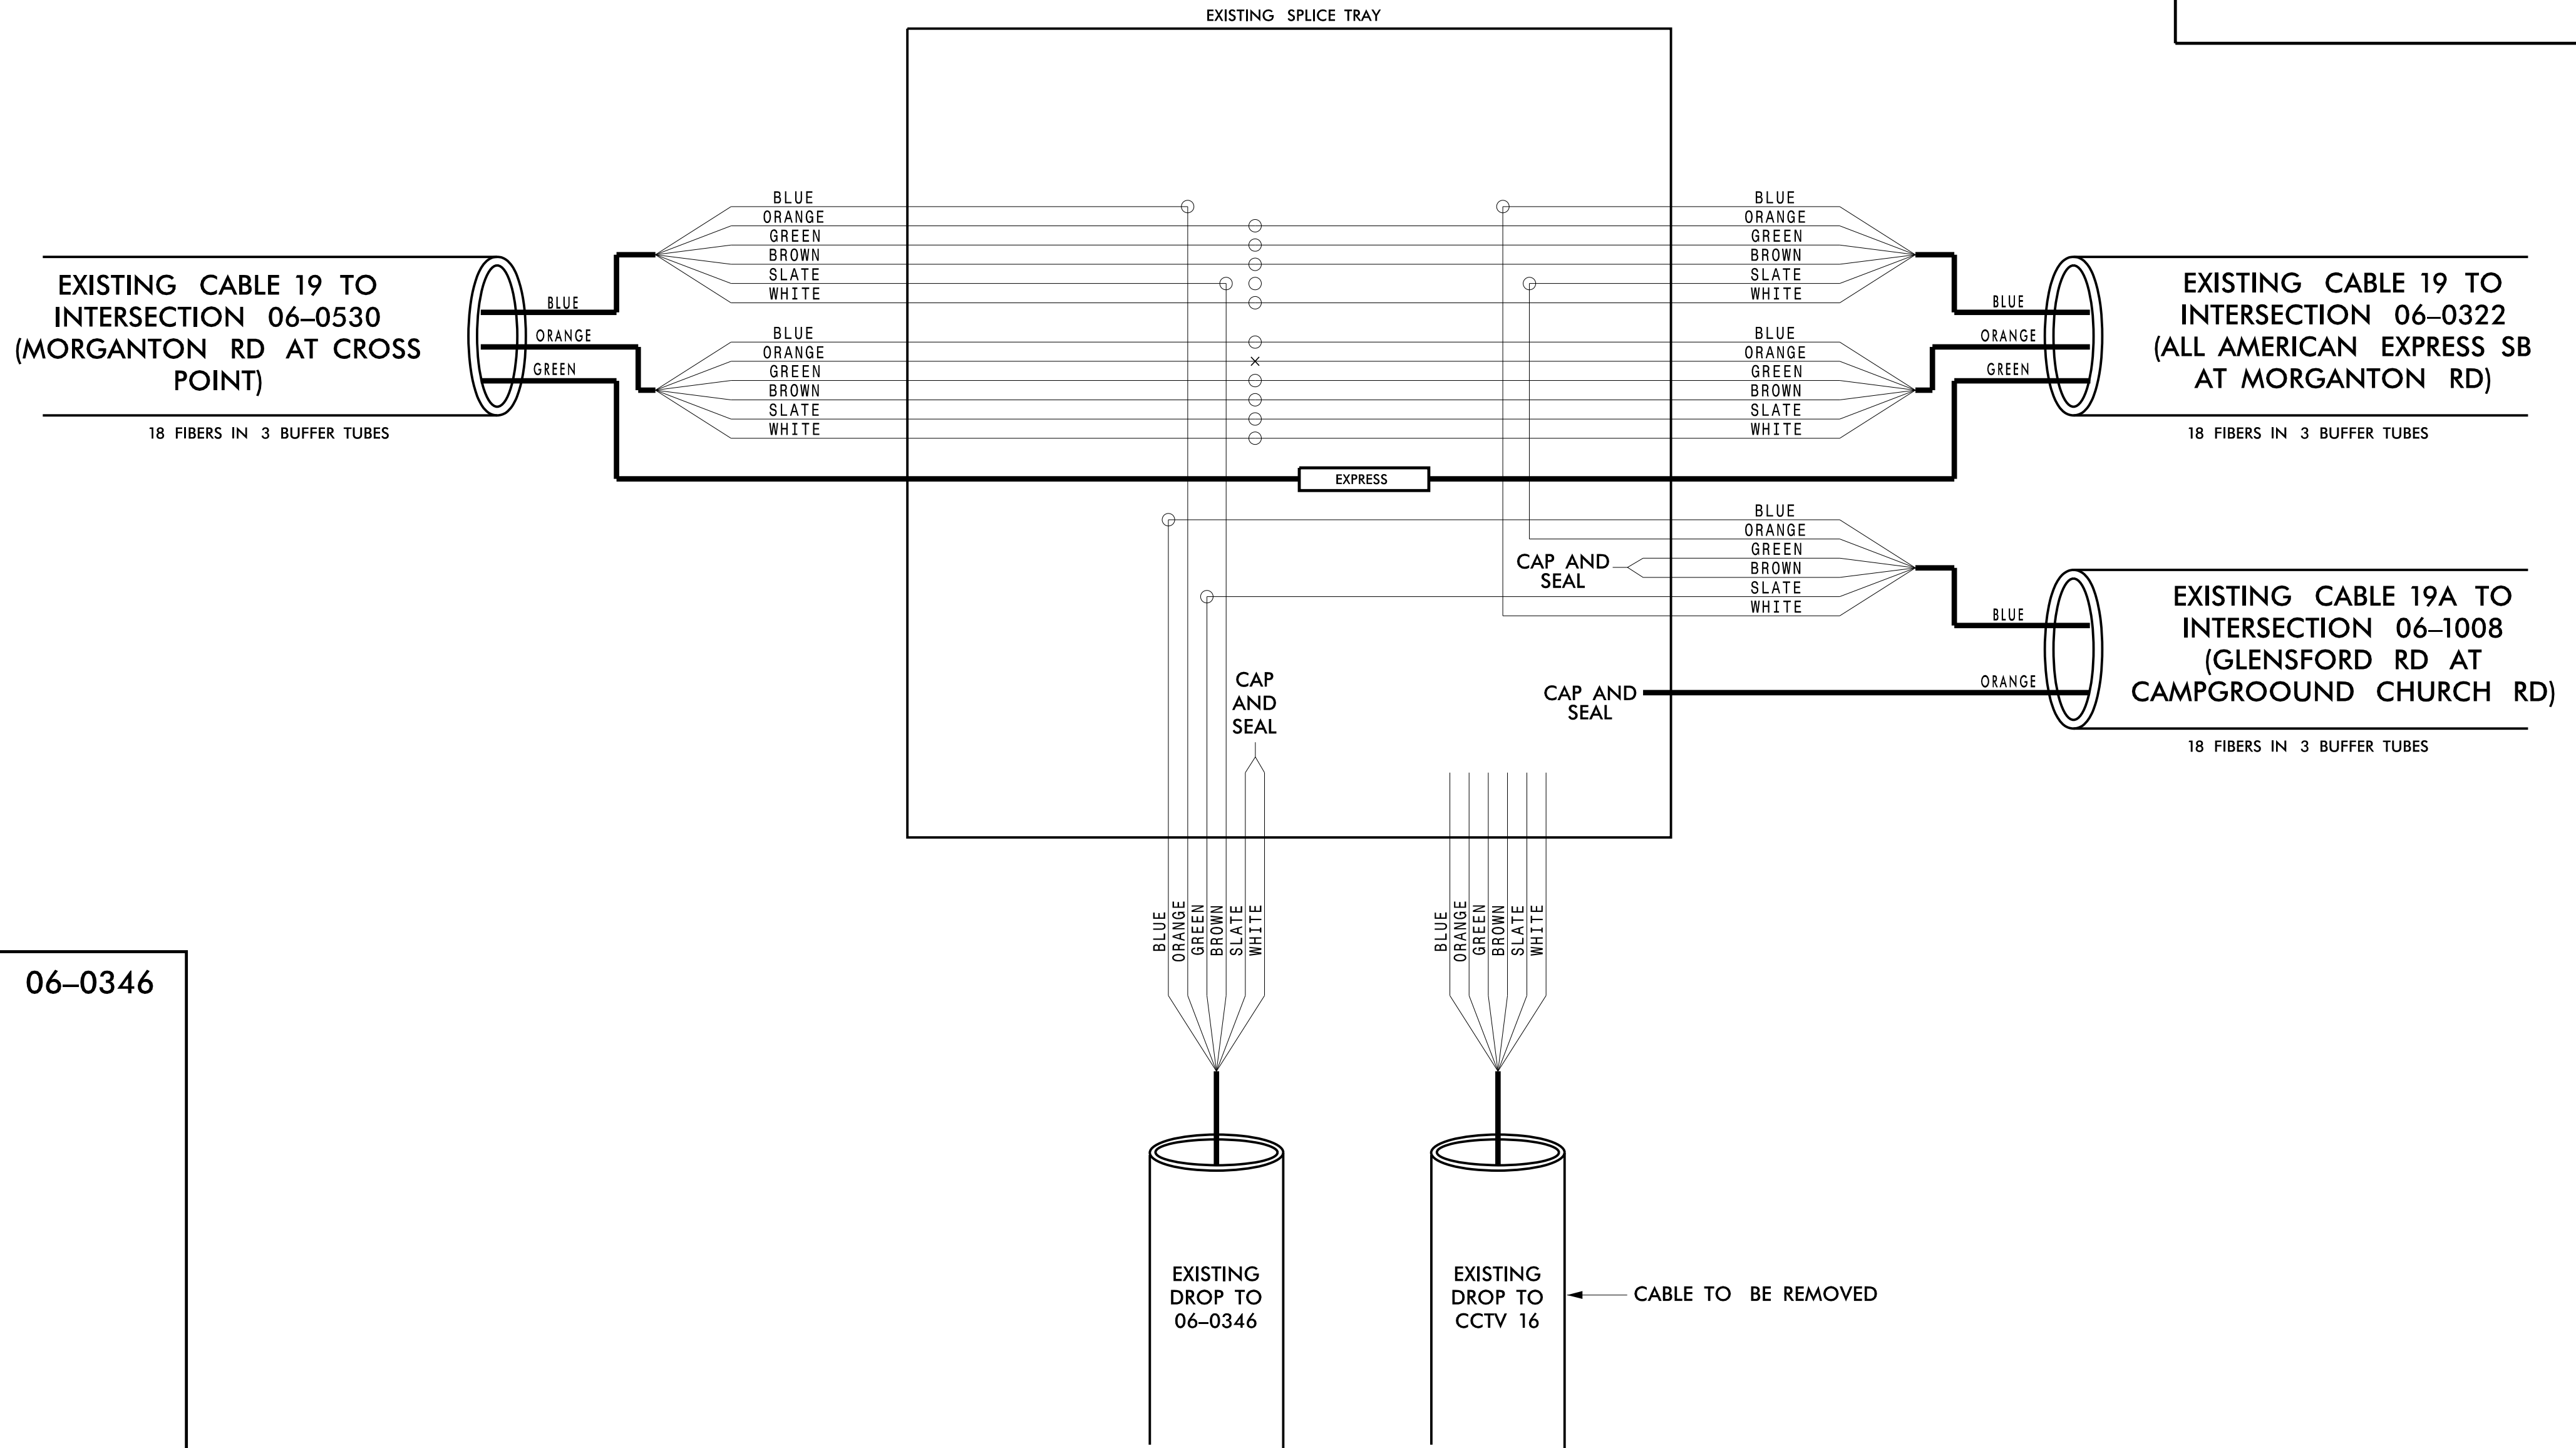 EXISTING SPLICE TRAY
BLUE
ORANGE
GREEN
BROWN
SLATE
WHITE
BLUE
ORANGE
GREEN
BROWN
SLATE
WHITE
EXISTING CABLE 19 TO
INTERSECTION 06-0530
(MORGANTON RD AT CROSS
POINT)
18 FIBERS IN 3 BUFFER TUBES
BLUE
ORANGE
GREEN
BLUE
ORANGE
GREEN
BROWN
SLATE
WHITE
BLUE
ORANGE
GREEN
BROWN
SLATE
WHITE
BLUE
ORANGE
GREEN
EXISTING CABLE 19 TO
INTERSECTION 06-0322
(ALL AMERICAN EXPRESS SB
AT MORGANTON RD)
18 FIBERS IN 3 BUFFER TUBES
EXPRESS
BLUE
ORANGE
GREEN
BROWN
SLATE
WHITE
CAP AND
SEAL
BLUE
ORANGE
EXISTING CABLE 19A TO
INTERSECTION 06-1008
(GLENSFORD RD AT
CAMPGROOUND CHURCH RD)
18 FIBERS IN 3 BUFFER TUBES
CAP
AND
SEAL
CAP AND
SEAL
BLUE
ORANGE
GREEN
BROWN
SLATE
WHITE
BLUE
ORANGE
GREEN
BROWN
SLATE
WHITE
06-0346
EXISTING
DROP TO
06-0346
EXISTING
DROP TO
CCTV 16
CABLE TO BE REMOVED